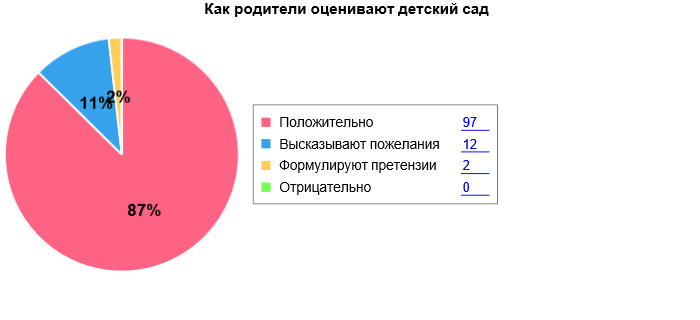 Как родители оценивают детский сад
11%
2%
87%
Положительно 97
Высказывают пожелания 12
Формулируют претензии 2
Отрицательно 0